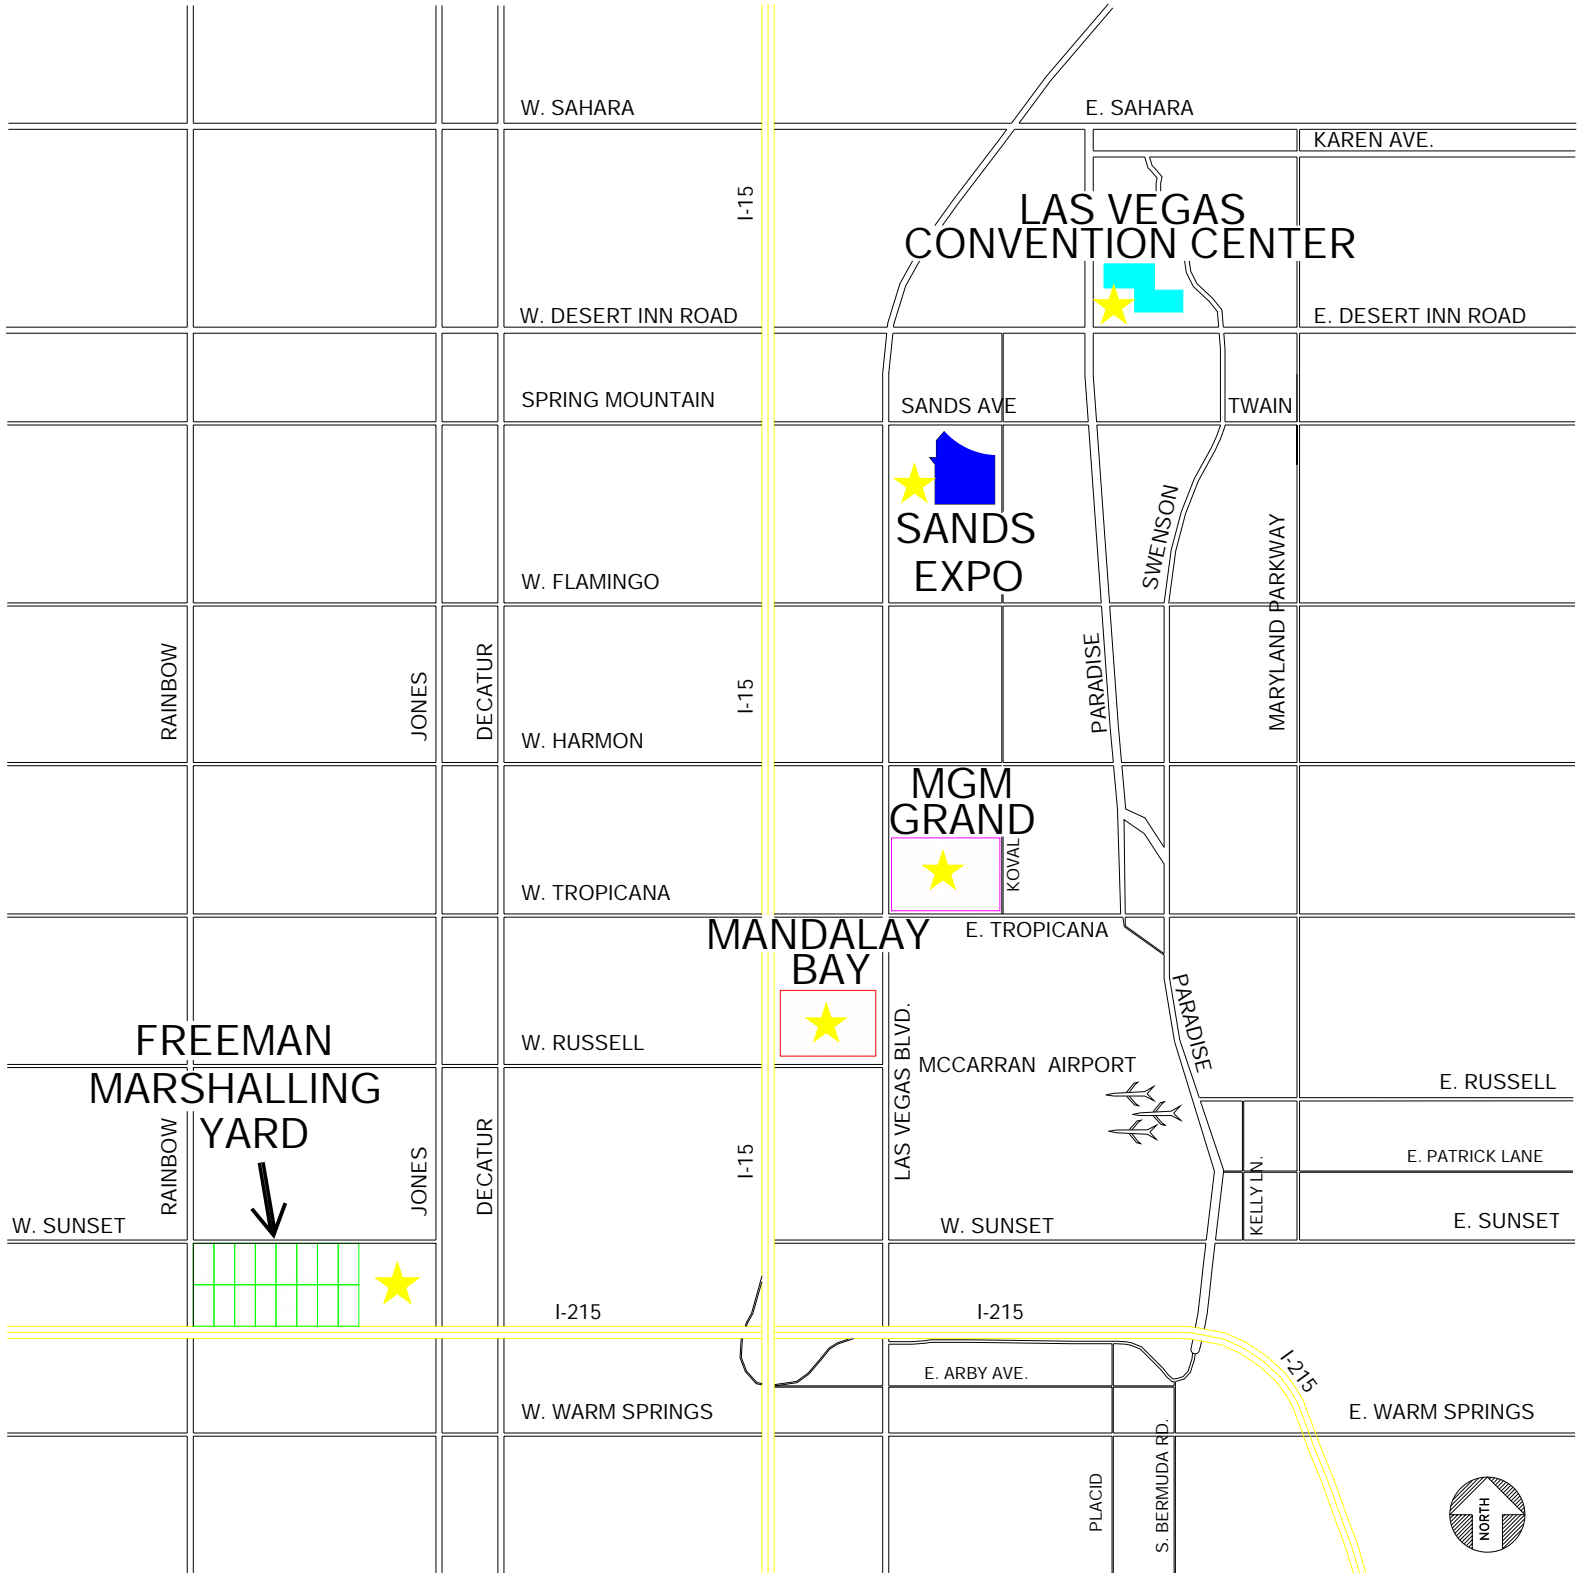 W. SAHARA
E. SAHARA
KAREN AVE.
I-15
LAS VEGAS
CONVENTION CENTER
W. DESERT INN ROAD
E. DESERT INN ROAD
SPRING MOUNTAIN
SANDS AVE
TWAIN
SANDS
EXPO
SWENSON
MARYLAND PARKWAY
W. FLAMINGO
RAINBOW
JONES
DECATUR
I-15
PARADISE
W. HARMON
MGM
GRAND
KOVAL
W. TROPICANA
E. TROPICANA
MANDALAY
BAY
PARADISE
LAS VEGAS BLVD.
FREEMAN
MARSHALLING
YARD
W. RUSSELL
MCCARRAN AIRPORT
E. RUSSELL
RAINBOW
JONES
DECATUR
I-15
E. PATRICK LANE
KELLY LN.
W. SUNSET
W. SUNSET
E. SUNSET
I-215
I-215
I-215
E. ARBY AVE.
W. WARM SPRINGS
E. WARM SPRINGS
PLACID
S. BERMUDA RD.
NORTH